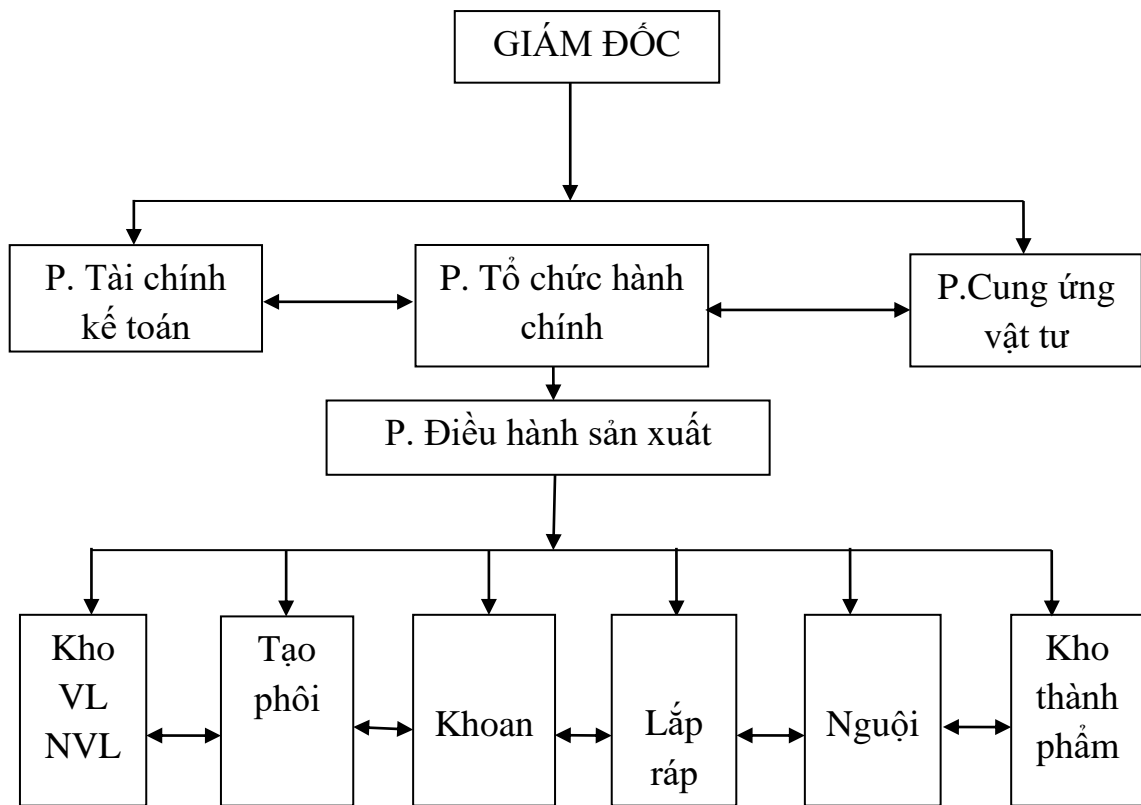 GIÁM ĐỐC
P. Tài chính
kế toán
P. Tổ chức hành
chính
P.Cung ứng
vật tư
P. Điều hành sản xuất
Kho
VL
NVL
Tạo
phôi
Khoan
Lắp
ráp
Nguội
Kho
thành
phẩm